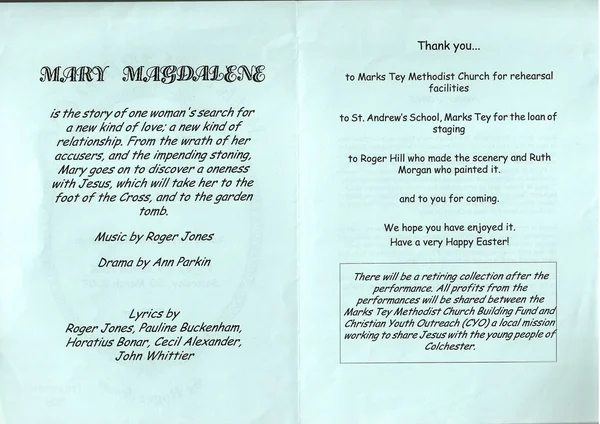 MARY MAGDALENE
is the story of one woman's search for
a new kind of love; a new kind of
relationship. From the wrath of her
accusers, and the impending stoning,
Mary goes on to discover a oneness
with Jesus, which will take her to the
foot of the Cross, and to the garden
tomb.
Music by Roger Jones
Drama by Ann Parkin
Lyrics by
Roger Jones, Pauline Buckenham,
Horatius Bonar, Cecil Alexander,
John Whittier
Thank you...
to Marks Tey Methodist Church for rehearsal
facilities
to St. Andrew's School, Marks Tey for the loan of
staging
to Roger Hill who made the scenery and Ruth
Morgan who painted it.
and to you for coming.
We hope you have enjoyed it.
Have a very Happy Easter!
There will be a retiring collection after the
performance. All profits from the
performances will be shared between the
Marks Tey Methodist Church Building Fund and
Christian Youth Outreach (CYO) a local mission
working to share Jesus with the young people of
Colchester.